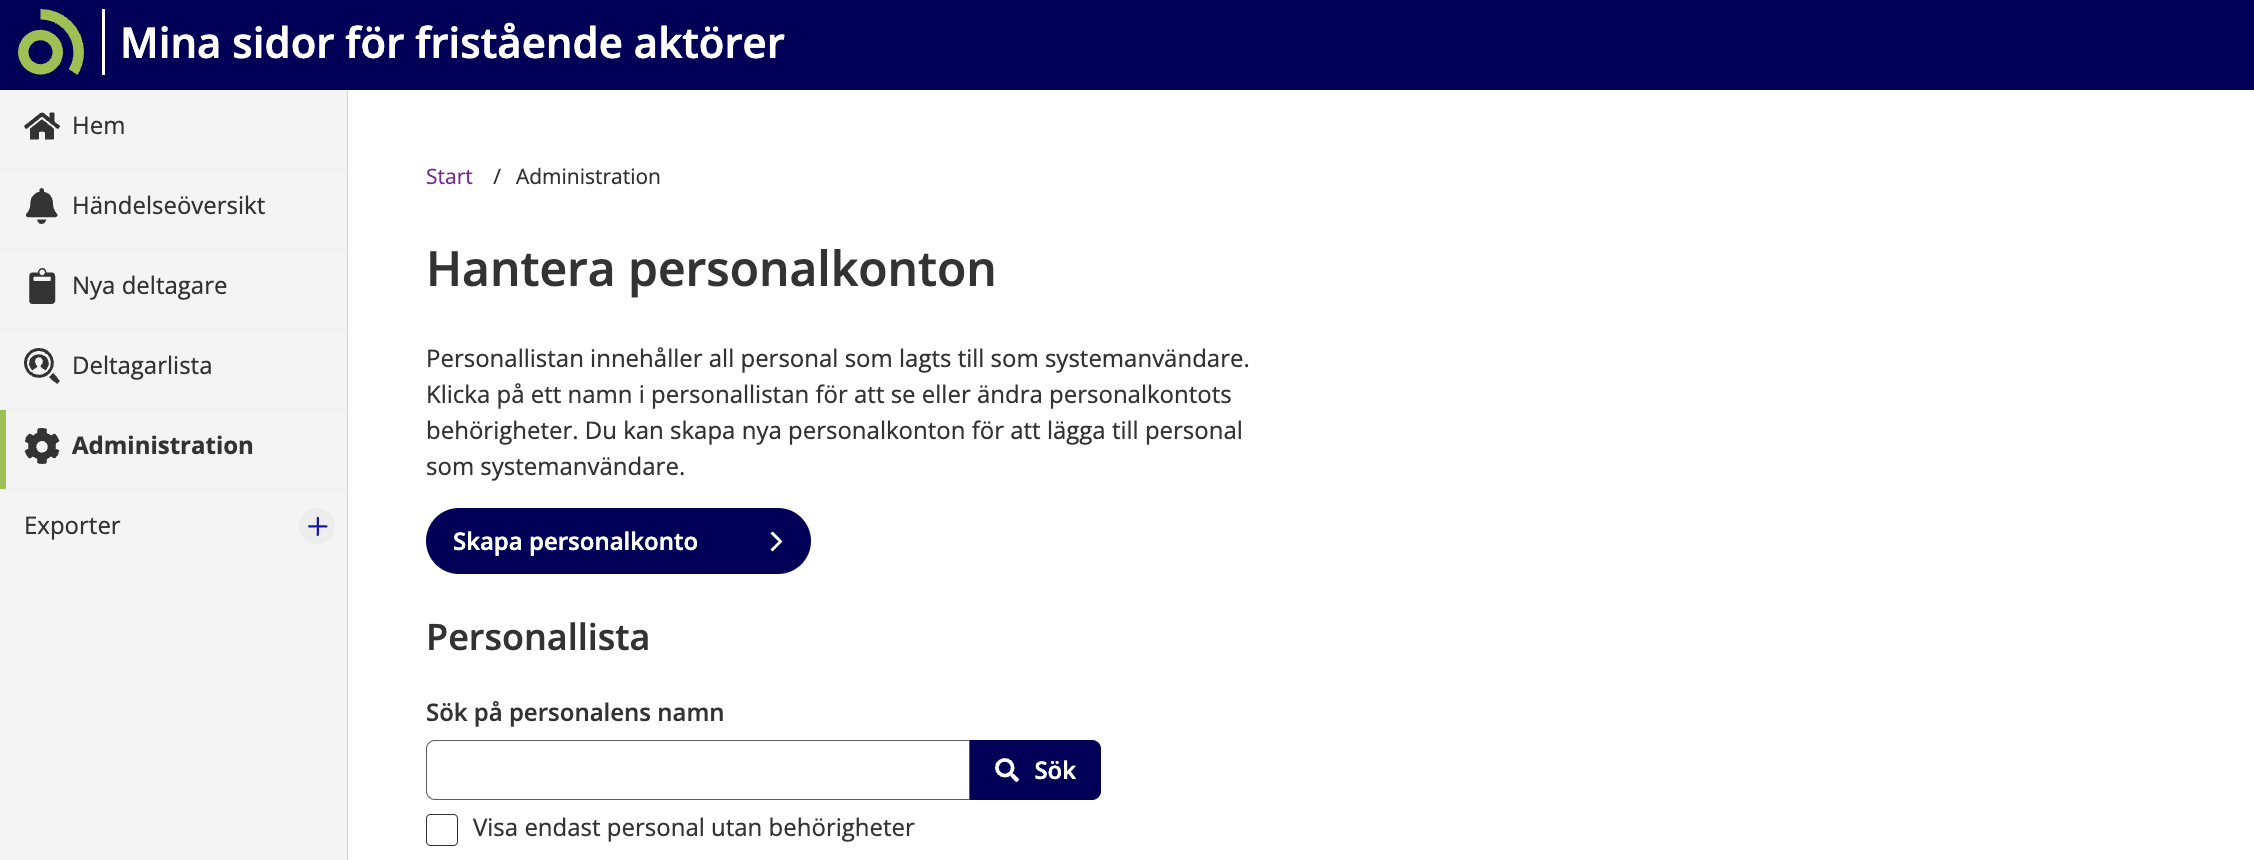 Mina sidor för fristående aktörer
Hem
Händelseöversikt
Nya deltagare
Deltagarlista
Administration
Exporter
Start / Administration
Hantera personalkonton
Personallistan innehåller all personal som lagts till som systemanvändare.
Klicka på ett namn i personallistan för att se eller ändra personalkontots
behörigheter. Du kan skapa nya personalkonton för att lägga till personal
som systemanvändare.
Skapa personalkonto
Personallista
Sök på personalens namn
Sök
Visa endast personal utan behörigheter